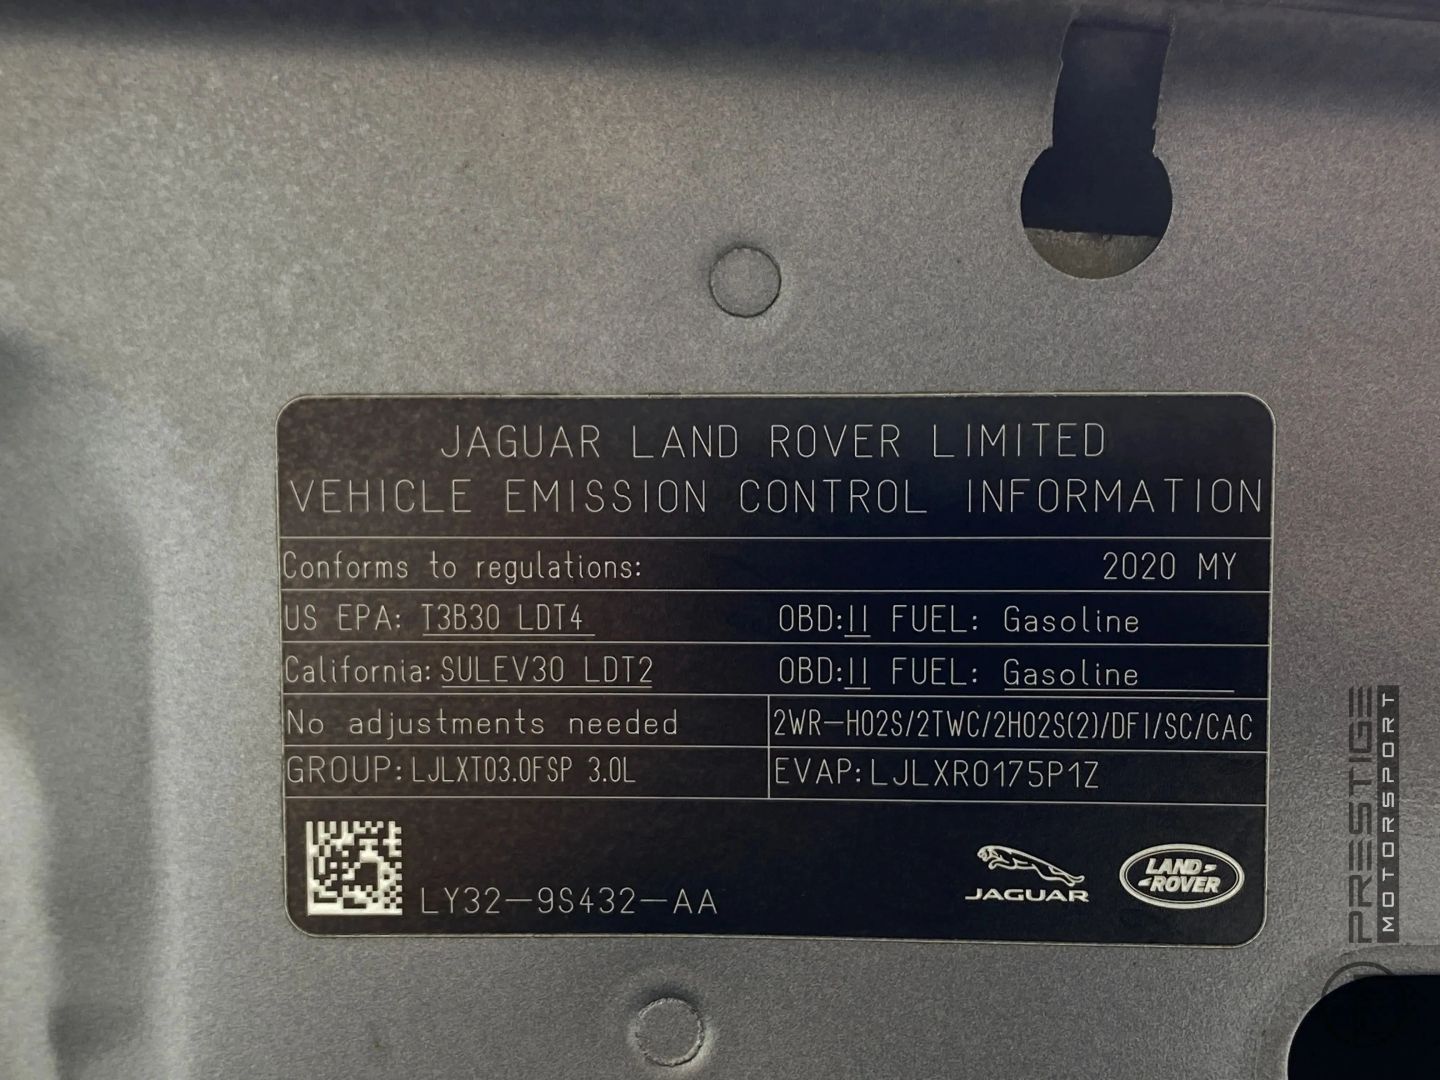 JAGUAR LAND ROVER LIMITED
VEHICLE EMISSION CONTROL INFORMATION
Conforms to regulations: 2020 MY
US EPA: T3B30 LDT4 OBD:II FUEL: Gasoline
California: SULEV30 LDT2 OBD:II FUEL: Gasoline
No adjustments needed 2WR-HO2S/2TWC/2HO2S(2)/DFI/SC/CAC
GROUP: LJLXT03.0FSP 3.0L EVAP: LJLXR0175P1Z
LY32-9S432-AA
JAGUAR
LAND-
-ROVER
PRESTIGE
MOTORSPORT